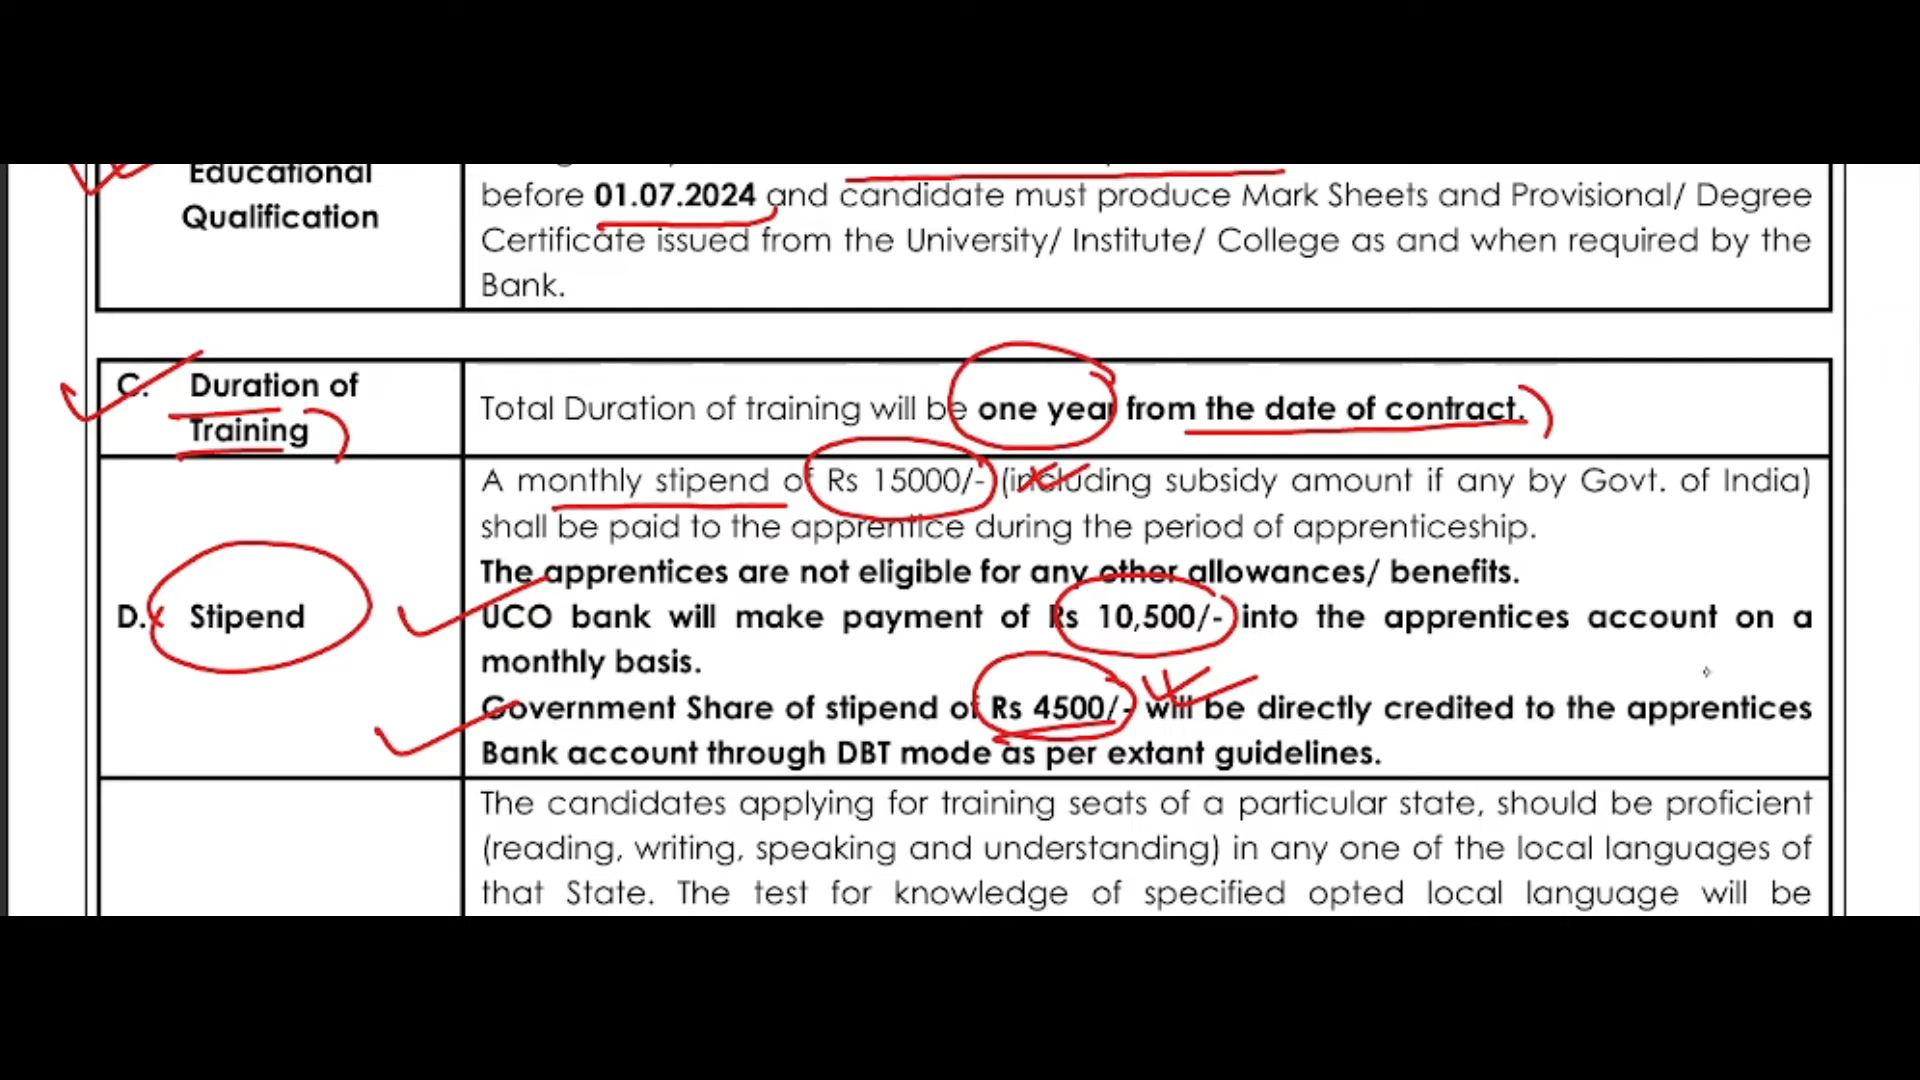 Educational
Qualification
before 01.07.2024 and candidate must produce Mark Sheets and Provisional/ Degree
Certificate issued from the University/ Institute/ College as and when required by the
Bank.
C. Duration of
Training
Total Duration of training will be one year from the date of contract.
D. Stipend
A monthly stipend of Rs 15000/- (including subsidy amount if any by Govt. of India)
shall be paid to the apprentice during the period of apprenticeship.
The apprentices are not eligible for any other allowances/ benefits.
UCO bank will make payment of Rs 10,500/- into the apprentices account on a
monthly basis.
Government Share of stipend of Rs 4500/- will be directly credited to the apprentices
Bank account through DBT mode as per extant guidelines.
The candidates applying for training seats of a particular state, should be proficient
(reading, writing, speaking and understanding) in any one of the local languages of
that State. The test for knowledge of specified opted local language will be